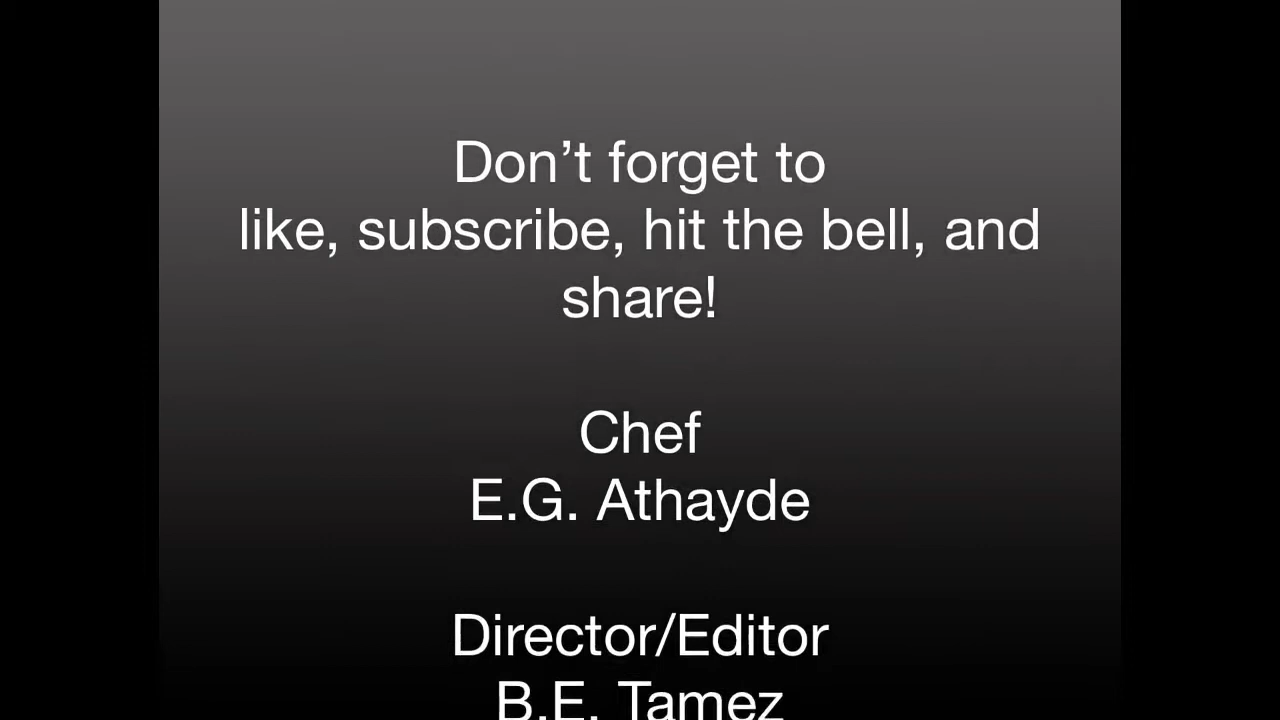 Don’t forget to
like, subscribe, hit the bell, and
share!
Chef
E.G. Athayde
Director/Editor
B.E. Tamez